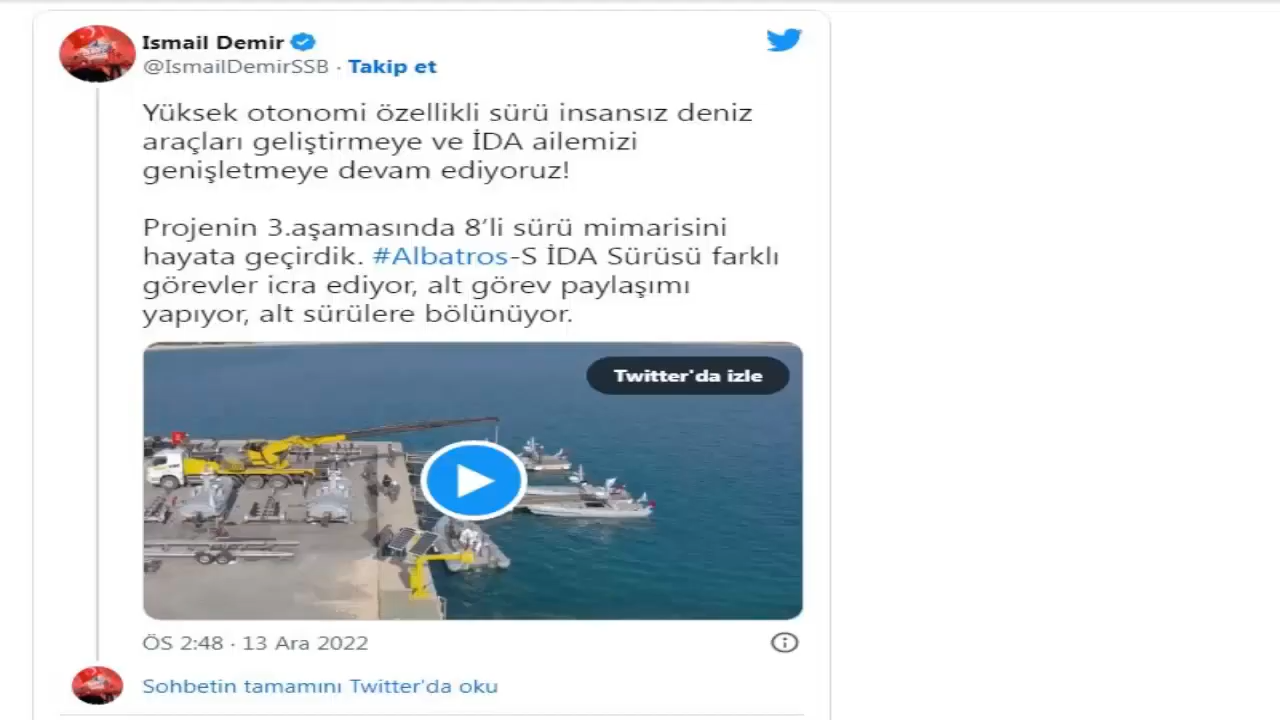 Ismail Demir
@IsmailDemirSSB · Takip et
Yüksek otonomi özellikli sürü insansız deniz
araçları geliştirmeye ve İDA ailemizi
genişletmeye devam ediyoruz!
Projenin 3.aşamasında 8’li sürü mimarisini
hayata geçirdik. #Albatros-S İDA Sürüsü farklı
görevler icra ediyor, alt görev paylaşımı
yapıyor, alt sürülere bölünüyor.
Twitter'da izle
ÖS 2:48 · 13 Ara 2022
Sohbetin tamamını Twitter'da oku